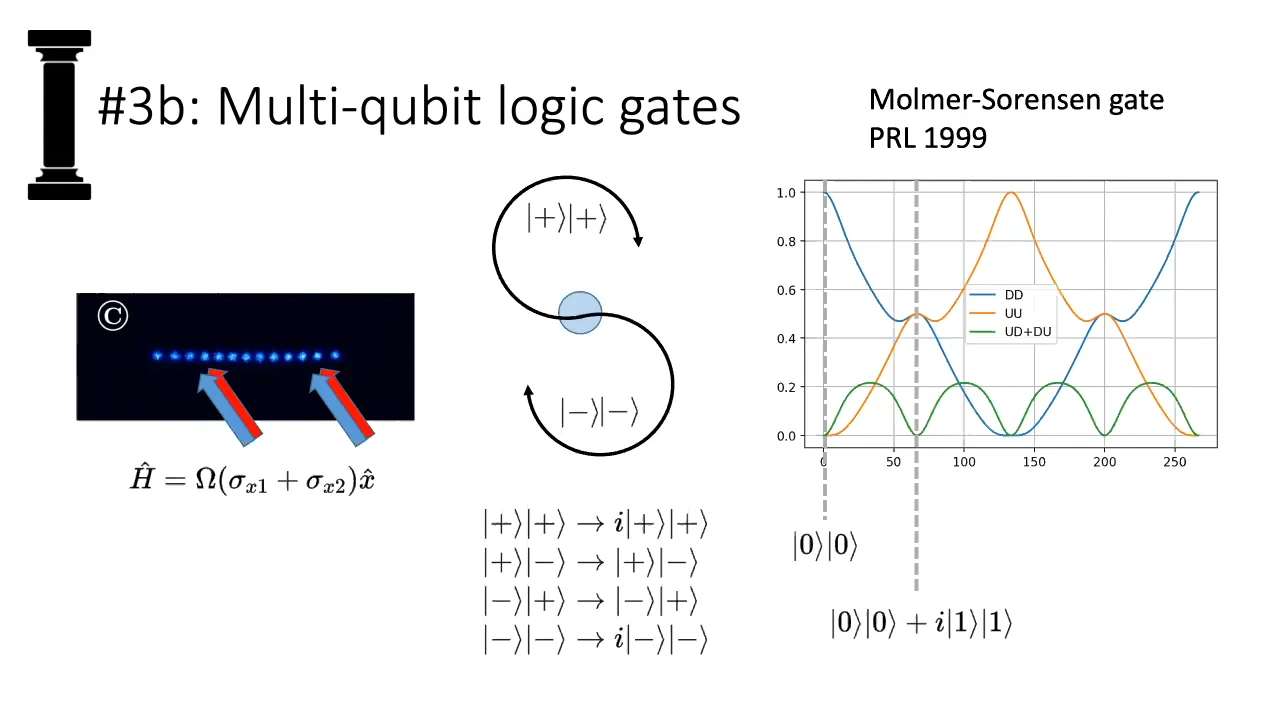 #3b: Multi-qubit logic gates
Molmer-Sorensen gate
PRL 1999
©
Ĥ = Ω(σx1 + σx2)x̂
|+⟩|+⟩
|−⟩|−⟩
|+⟩|+⟩ → i|+⟩|+⟩
|+⟩|−⟩ → |+⟩|−⟩
|−⟩|+⟩ → |−⟩|+⟩
|−⟩|−⟩ → i|−⟩|−⟩
1.0
0.8
0.6
0.4
0.2
0.0
DD
UU
UD+DU
0 50 100 150 200 250
|0⟩|0⟩
|0⟩|0⟩ + i|1⟩|1⟩